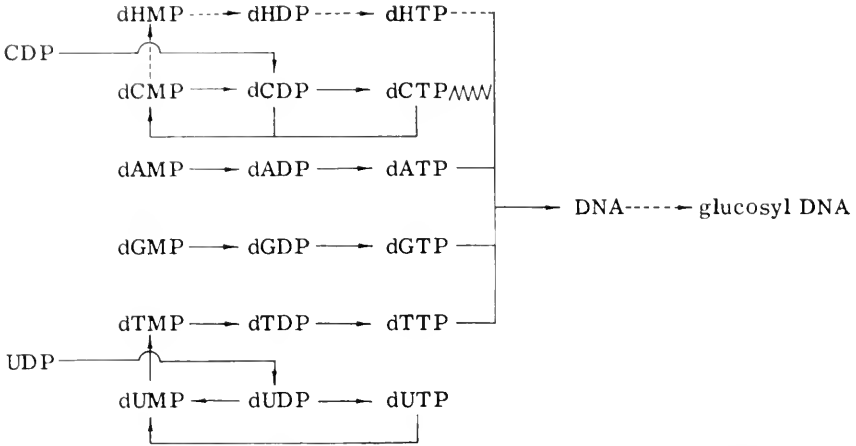 dHMP dHDP dHTP
CDP
dCMP dCDP dCTP
dAMP dADP dATP
DNA glucosyl DNA
dGMP dGDP dGTP
dTMP dTDP dTTP
UDP
dUMP dUDP dUTP